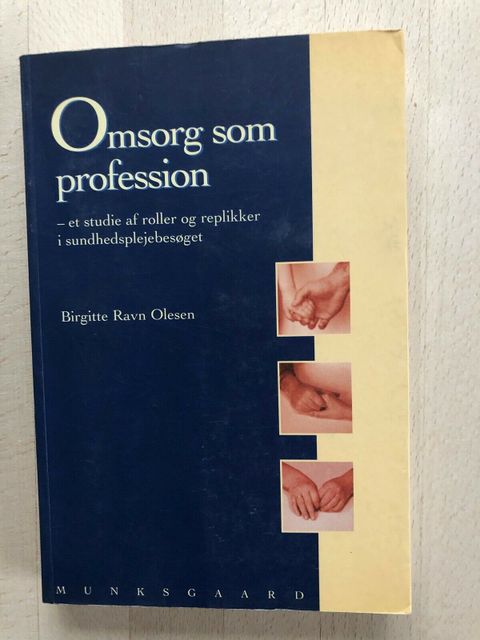 Omsorg som
profession
– et studie af roller og replikker
i sundhedsplejebesøget
Birgitte Ravn Olesen
MUNKSGAARD